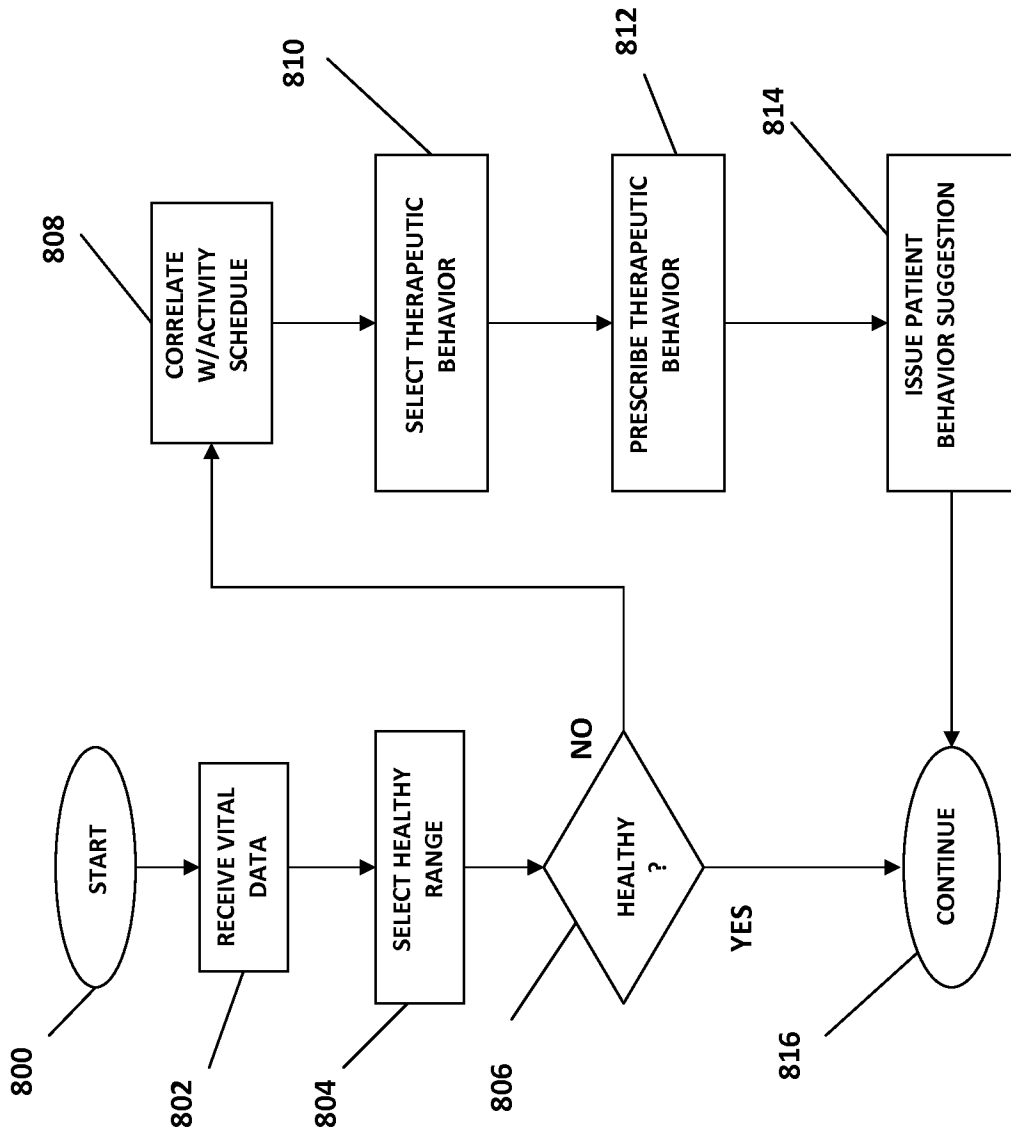 800
START
802
RECEIVE VITAL
DATA
804
SELECT HEALTHY
RANGE
806
HEALTHY
?
NO
YES
808
CORRELATE
W/ACTIVITY
SCHEDULE
810
SELECT THERAPEUTIC
BEHAVIOR
812
PRESCRIBE THERAPEUTIC
BEHAVIOR
814
ISSUE PATIENT
BEHAVIOR SUGGESTION
816
CONTINUE